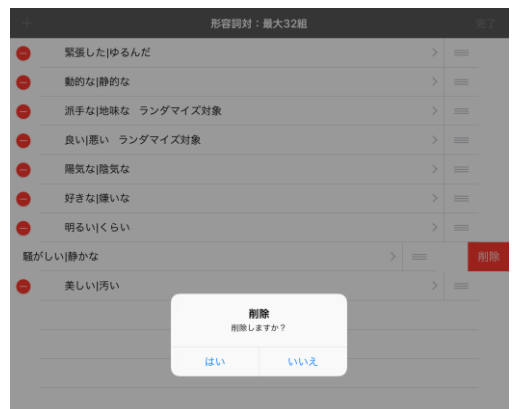 + 形容詞対：最大32組 完了
緊張した|ゆるんだ
動的な|静的な
派手な|地味な ランダマイズ対象
良い|悪い ランダマイズ対象
陽気な|陰気な
好きな|嫌いな
明るい|くらい
騒がしい|静かな 削除
美しい|汚い
削除
削除しますか？
はい いいえ